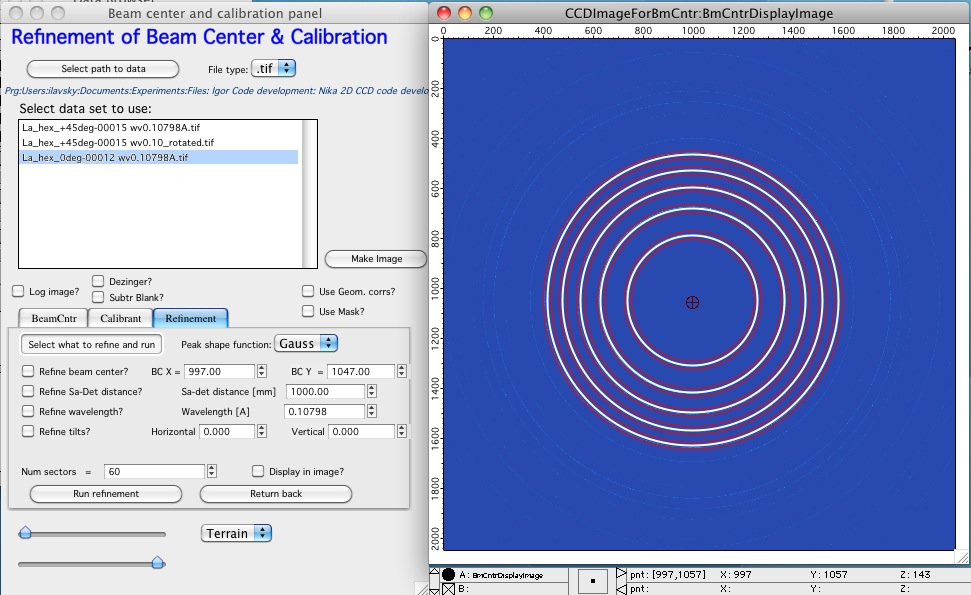 Beam center and calibration panel
Refinement of Beam Center & Calibration
Select path to data
File type: .tif
Prg:Users:ilavsky:Documents:Experiments:Files: Igor Code development: Nika 2D CCD code develo
Select data set to use:
La_hex_+45deg-00015 wv0.10798A.tif
La_hex_+45deg-00015 wv0.10_rotated.tif
La_hex_0deg-00012 wv0.10798A.tif
Make Image
Log image?
Dezinger?
Subtr Blank?
Use Geom. corrs?
Use Mask?
BeamCntr Calibrant Refinement
Select what to refine and run
Peak shape function: Gauss
Refine beam center? BC X = 997.00 BC Y = 1047.00
Refine Sa-Det distance? Sa-det distance [mm] 1000.00
Refine wavelength? Wavelength [A] 0.10798
Refine tilts? Horizontal 0.000 Vertical 0.000
Num sectors = 60
Display in image?
Run refinement Return back
Terrain
CCDImageForBmCntr:BmCntrDisplayImage
0 200 400 600 800 1000 1200 1400 1600 1800 2000
0
200
400
600
800
1000
1200
1400
1600
1800
2000
A: BmCntrDisplayImage pnt: [997,1057] X: 997 Y: 1057 Z: 143
B: pnt: X: Y: Z: